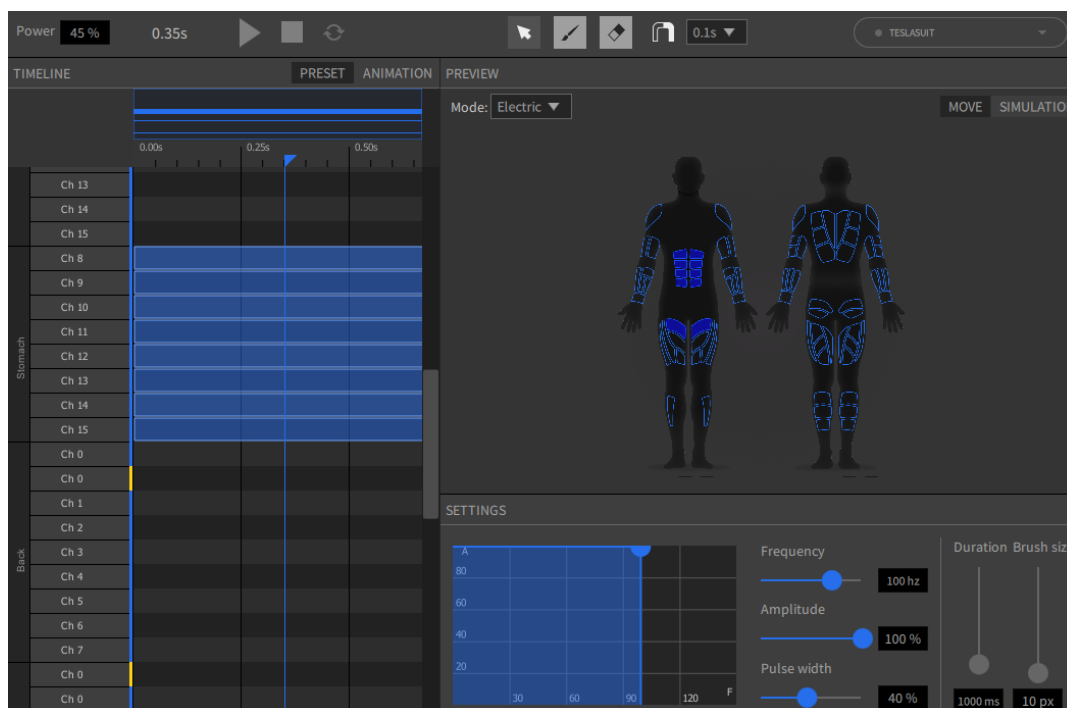 Power 45 % 0.35s 0.1s TESLASUIT
TIMELINE PRESET ANIMATION PREVIEW
Mode: Electric MOVE SIMULATIO
0.00s 0.25s 0.50s
Ch 13
Ch 14
Ch 15
Stomach
Ch 8
Ch 9
Ch 10
Ch 11
Ch 12
Ch 13
Ch 14
Ch 15
Back
Ch 0
Ch 0
Ch 1
Ch 2
Ch 3
Ch 4
Ch 5
Ch 6
Ch 7
Ch 0
Ch 0
SETTINGS
A
80
60
40
20
30 60 90 120 F
Frequency
100 hz
Amplitude
100 %
Pulse width
40 %
Duration Brush siz
1000 ms 10 px